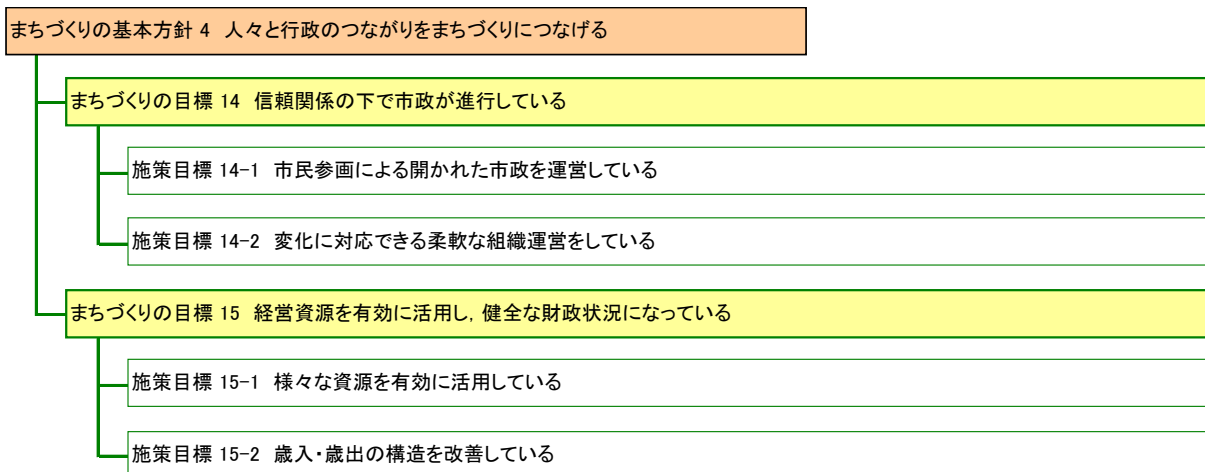 まちづくりの基本方針 4 人々と行政のつながりをまちづくりにつなげる
まちづくりの目標 14 信頼関係の下で市政が進行している
施策目標 14-1 市民参画による開かれた市政を運営している
施策目標 14-2 変化に対応できる柔軟な組織運営をしている
まちづくりの目標 15 経営資源を有効に活用し，健全な財政状況になっている
施策目標 15-1 様々な資源を有効に活用している
施策目標 15-2 歳入・歳出の構造を改善している